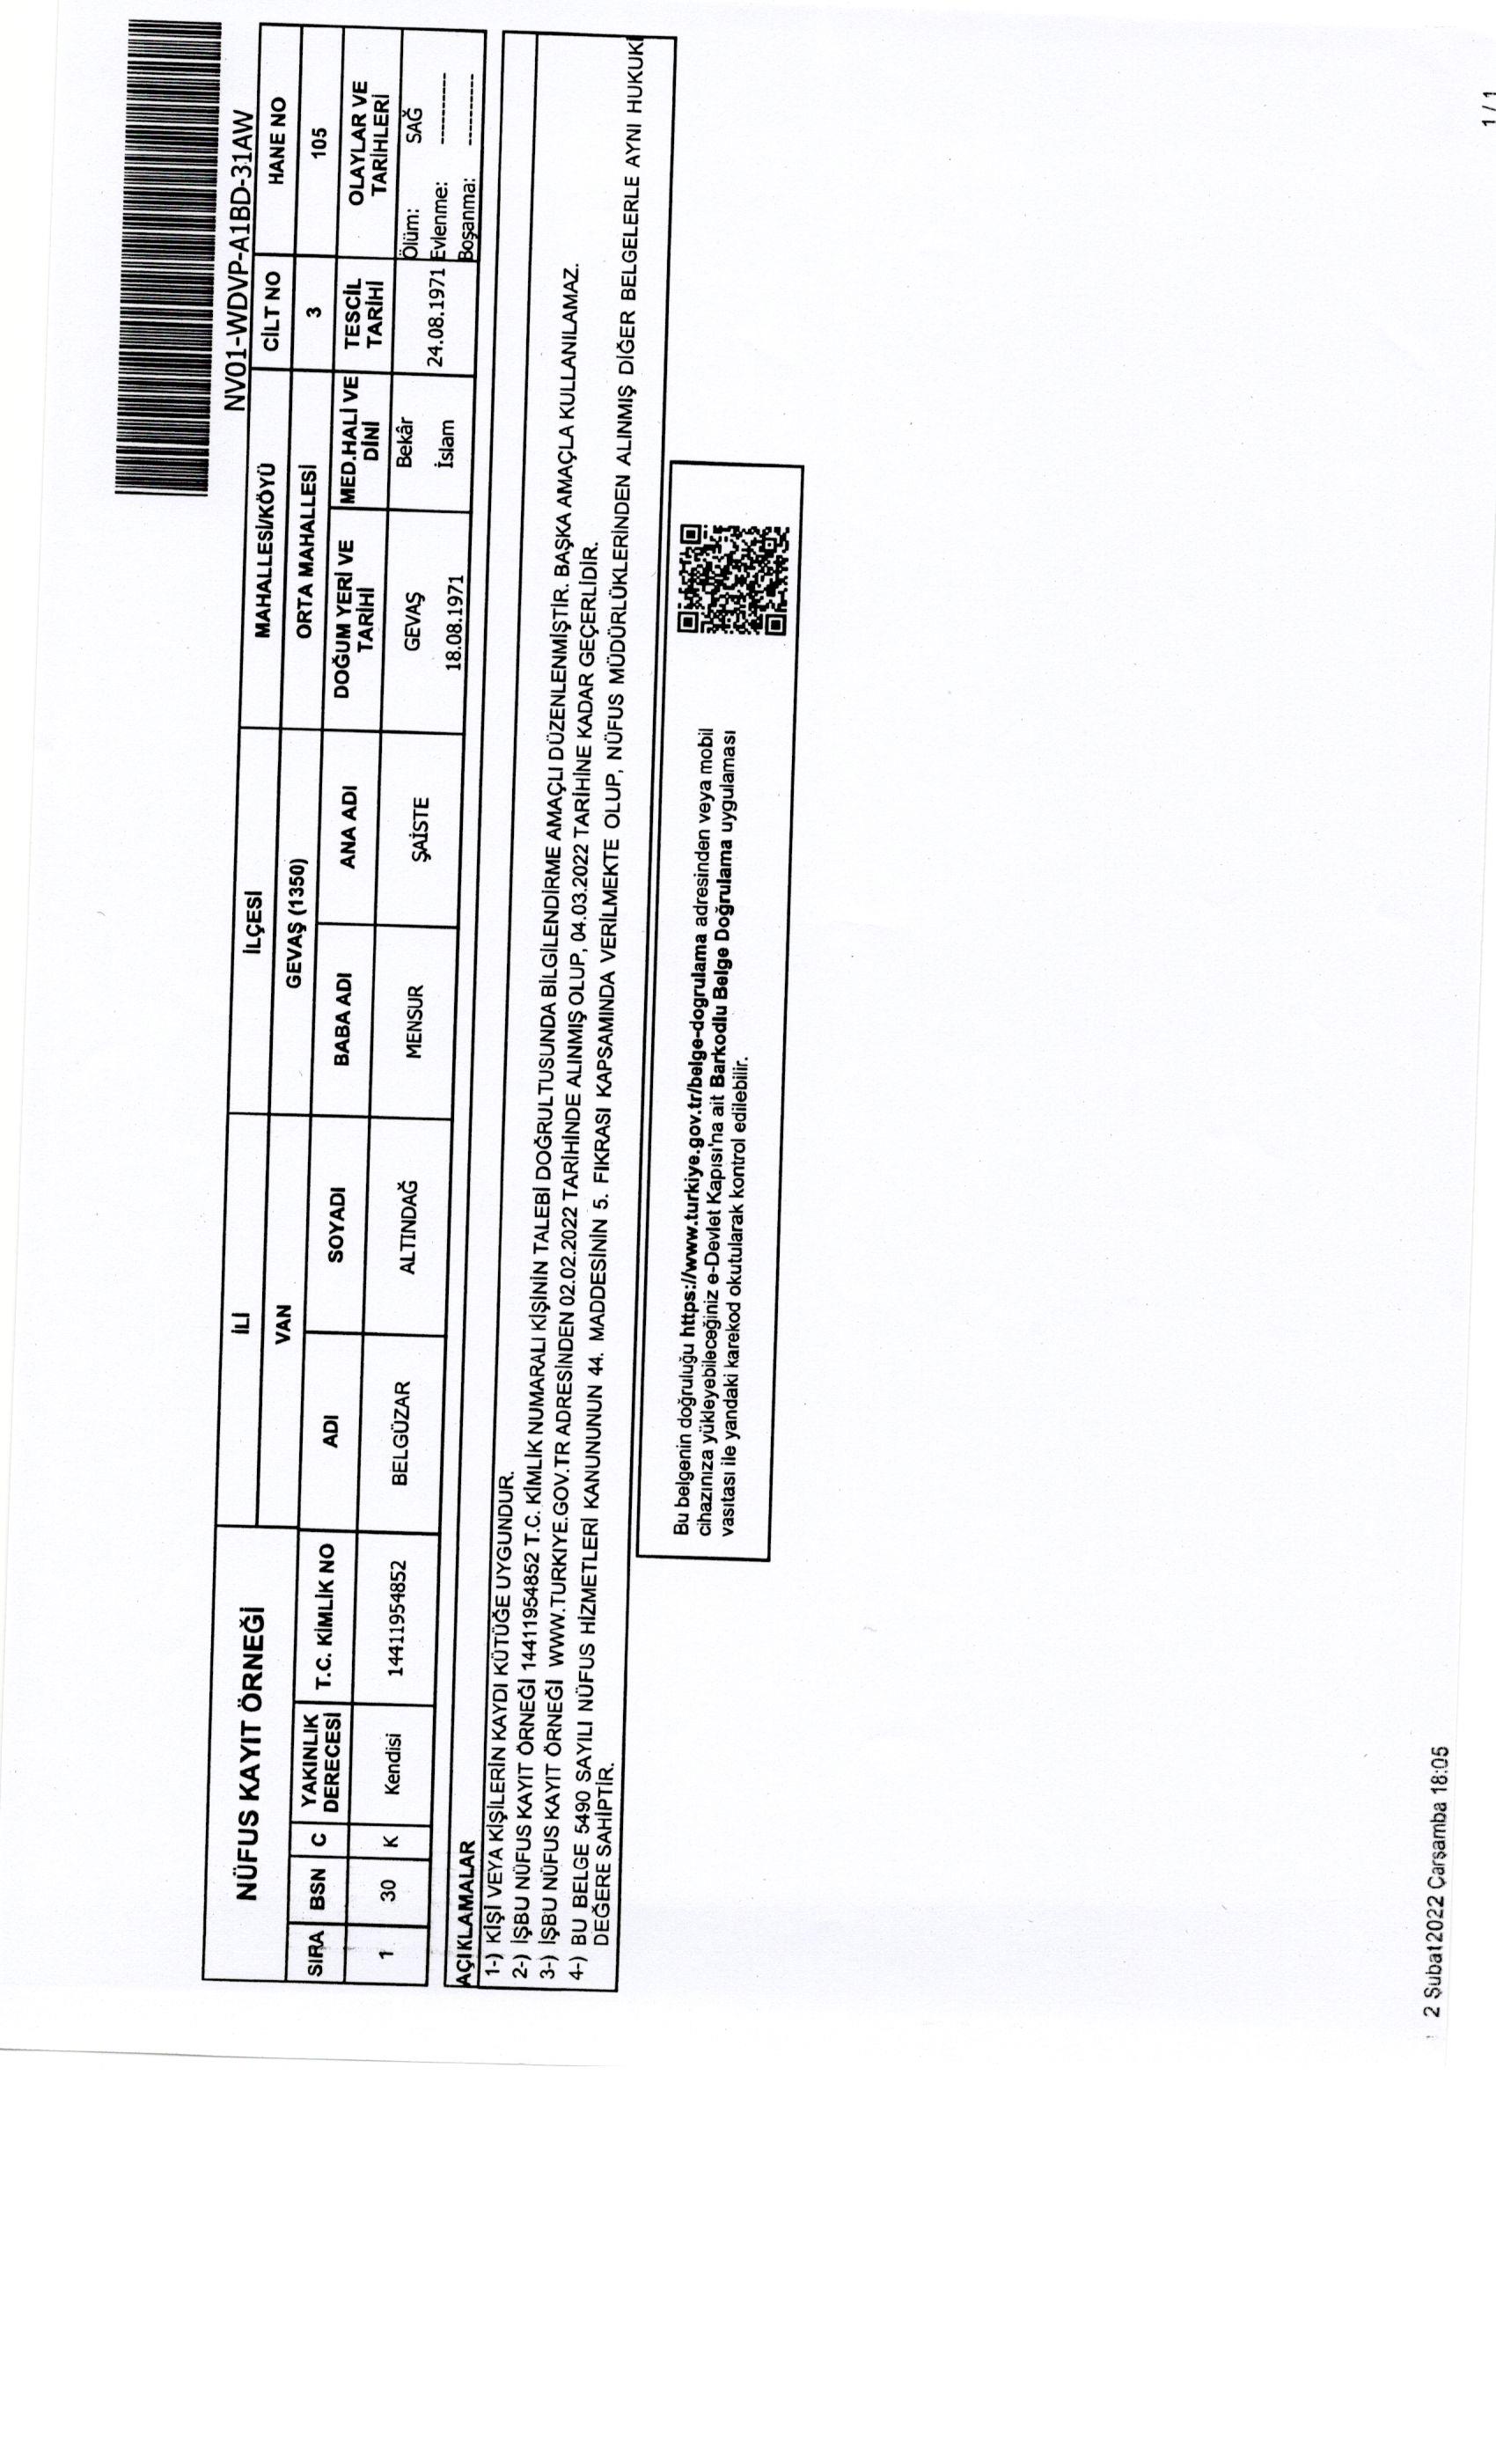 NV01-WDVP-A1BD-31AW
NÜFUS KAYIT ÖRNEĞİ
İLİ İLÇESİ MAHALLESİ/KÖYÜ CİLT NO HANE NO
VAN GEVAŞ (1350) ORTA MAHALLESİ 3 105
SIRA BSN C YAKINLIK DERECESİ T.C. KİMLİK NO ADI SOYADI BABA ADI ANA ADI DOĞUM YERİ VE TARİHİ MED.HALİ VE DİNİ TESCİL TARİHİ OLAYLAR VE TARİHLERİ
1 30 K Kendisi 14411954852 BELGÜZAR ALTINDAĞ MENSUR ŞAİSTE GEVAŞ Bekâr Ölüm: SAĞ
18.08.1971 İslam 24.08.1971 Evlenme: ----------
Boşanma: ----------
AÇIKLAMALAR
1-) KİŞİ VEYA KİŞİLERİN KAYDI KÜTÜĞE UYGUNDUR.
2-) İŞBU NÜFUS KAYIT ÖRNEĞİ 14411954852 T.C. KİMLİK NUMARALI KİŞİNİN TALEBİ DOĞRULTUSUNDA BİLGİLENDİRME AMAÇLI DÜZENLENMİŞTİR. BAŞKA AMAÇLA KULLANILAMAZ.
3-) İŞBU NÜFUS KAYIT ÖRNEĞİ WWW.TURKIYE.GOV.TR ADRESİNDEN 02.02.2022 TARİHİNDE ALINMIŞ OLUP, 04.03.2022 TARİHİNE KADAR GEÇERLİDİR.
4-) BU BELGE 5490 SAYILI NÜFUS HİZMETLERİ KANUNUNUN 44. MADDESİNİN 5. FIKRASI KAPSAMINDA VERİLMEKTE OLUP, NÜFUS MÜDÜRLÜKLERİNDEN ALINMIŞ DİĞER BELGELERLE AYNI HUKUKİ
DEĞERE SAHİPTİR.
Bu belgenin doğruluğu https://www.turkiye.gov.tr/belge-dogrulama adresinden veya mobil
cihazınıza yükleyebileceğiniz e-Devlet Kapısı'na ait Barkodlu Belge Doğrulama uygulaması
vasıtası ile yandaki karekod okutularak kontrol edilebilir.
2 Şubat2022 Çarşamba 18:05
1 / 1